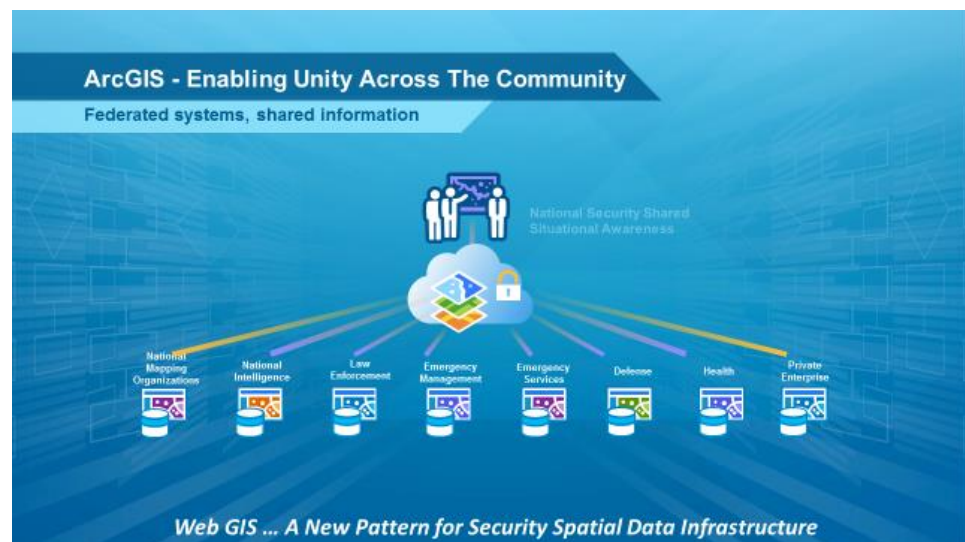 ArcGIS - Enabling Unity Across The Community
Federated systems, shared information
National Security Shared
Situational Awareness
National
Mapping
Organizations
National
Intelligence
Law
Enforcement
Emergency
Management
Emergency
Services
Defense
Health
Private
Enterprise
Web GIS ... A New Pattern for Security Spatial Data Infrastructure